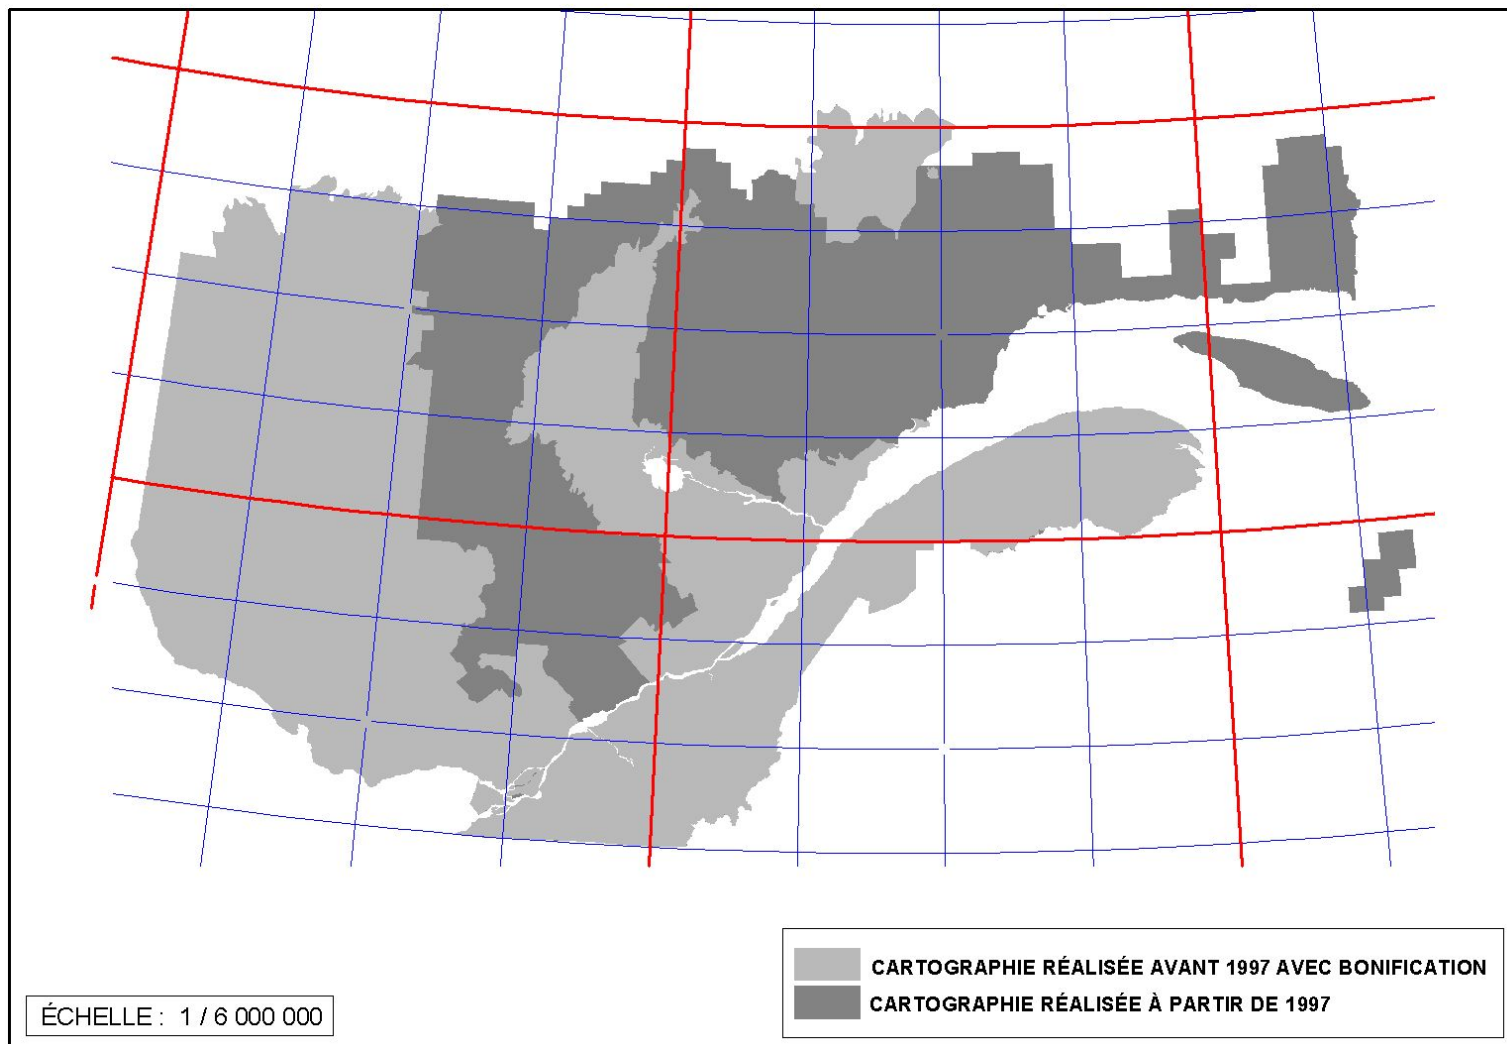 CARTOGRAPHIE RÉALISÉE AVANT 1997 AVEC BONIFICATION
CARTOGRAPHIE RÉALISÉE À PARTIR DE 1997
ÉCHELLE : 1 / 6 000 000